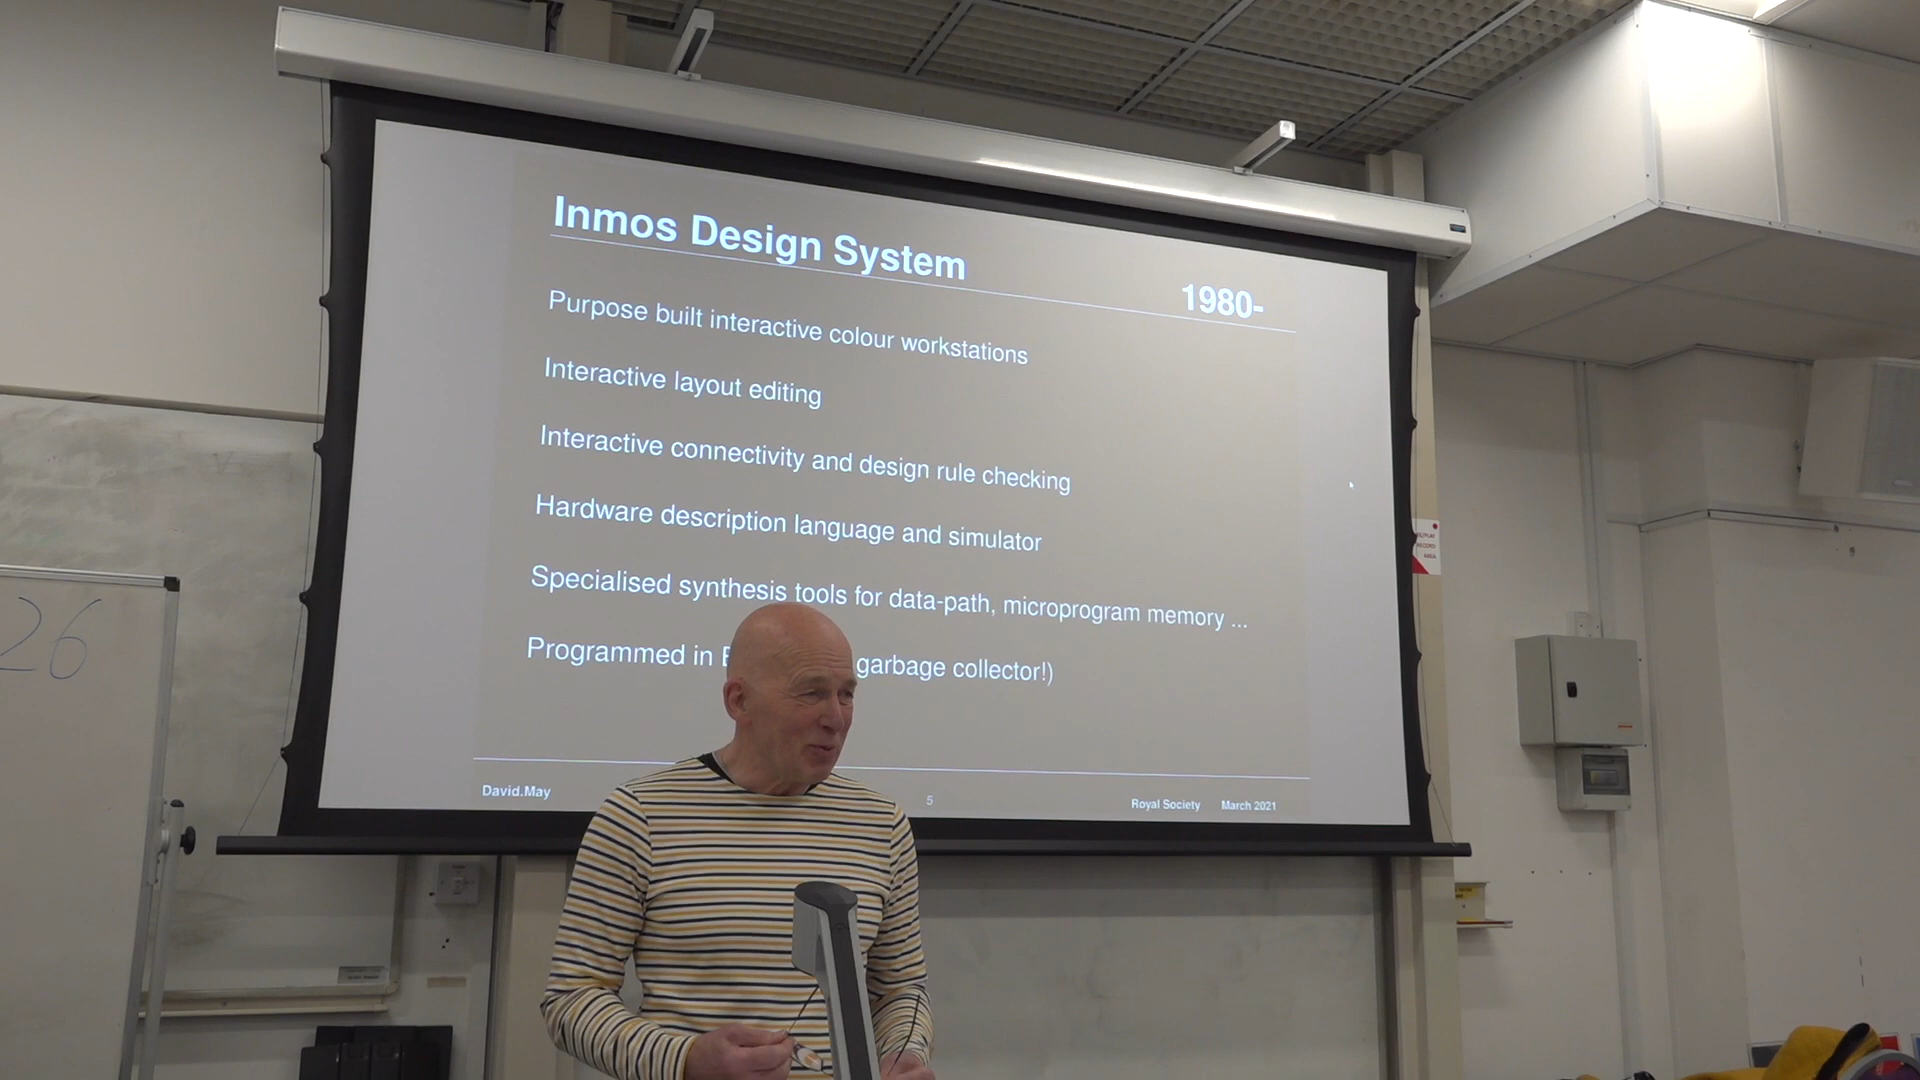 Inmos Design System
1980-
Purpose built interactive colour workstations
Interactive layout editing
Interactive connectivity and design rule checking
Hardware description language and simulator
Specialised synthesis tools for data-path, microprogram memory ...
Programmed in garbage collector!)
David.May
5
Royal Society March 2021
26